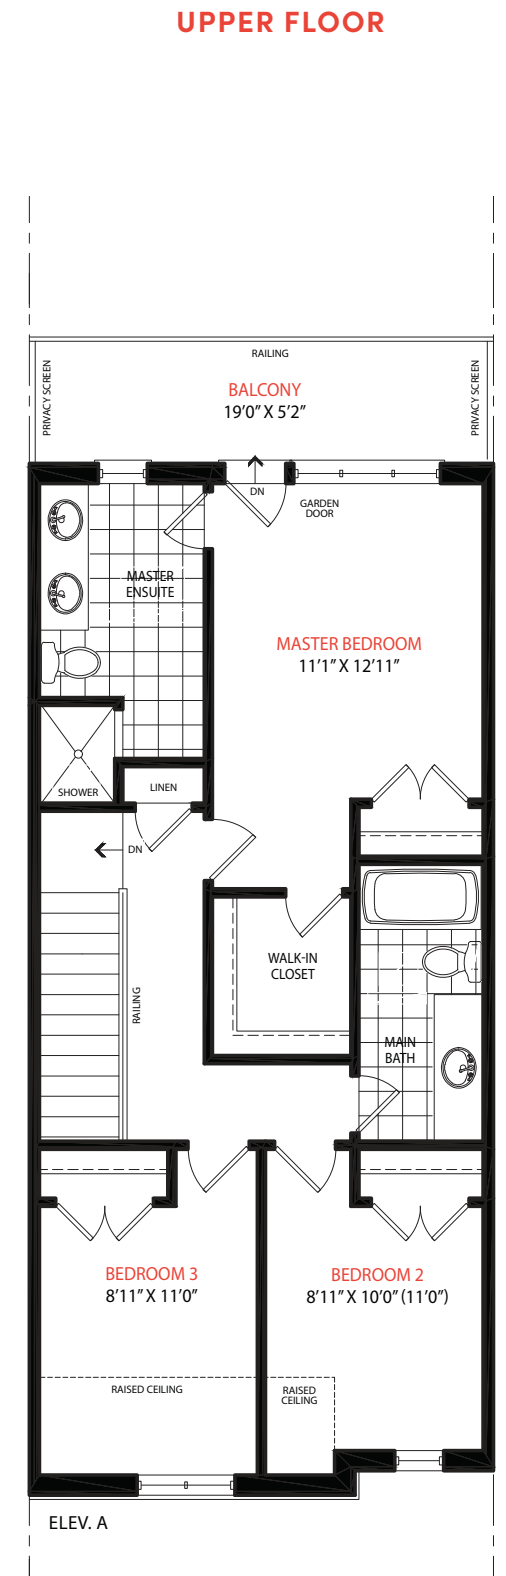 UPPER FLOOR
RAILING
PRIVACY SCREEN
BALCONY
19'0" X 5'2"
PRIVACY SCREEN
DN
GARDEN
DOOR
MASTER
ENSUITE
MASTER BEDROOM
11'1" X 12'11"
SHOWER
LINEN
DN
WALK-IN
CLOSET
RAILING
MAIN
BATH
BEDROOM 3
8'11" X 11'0"
BEDROOM 2
8'11" X 10'0" (11'0")
RAISED CEILING
RAISED
CEILING
ELEV. A